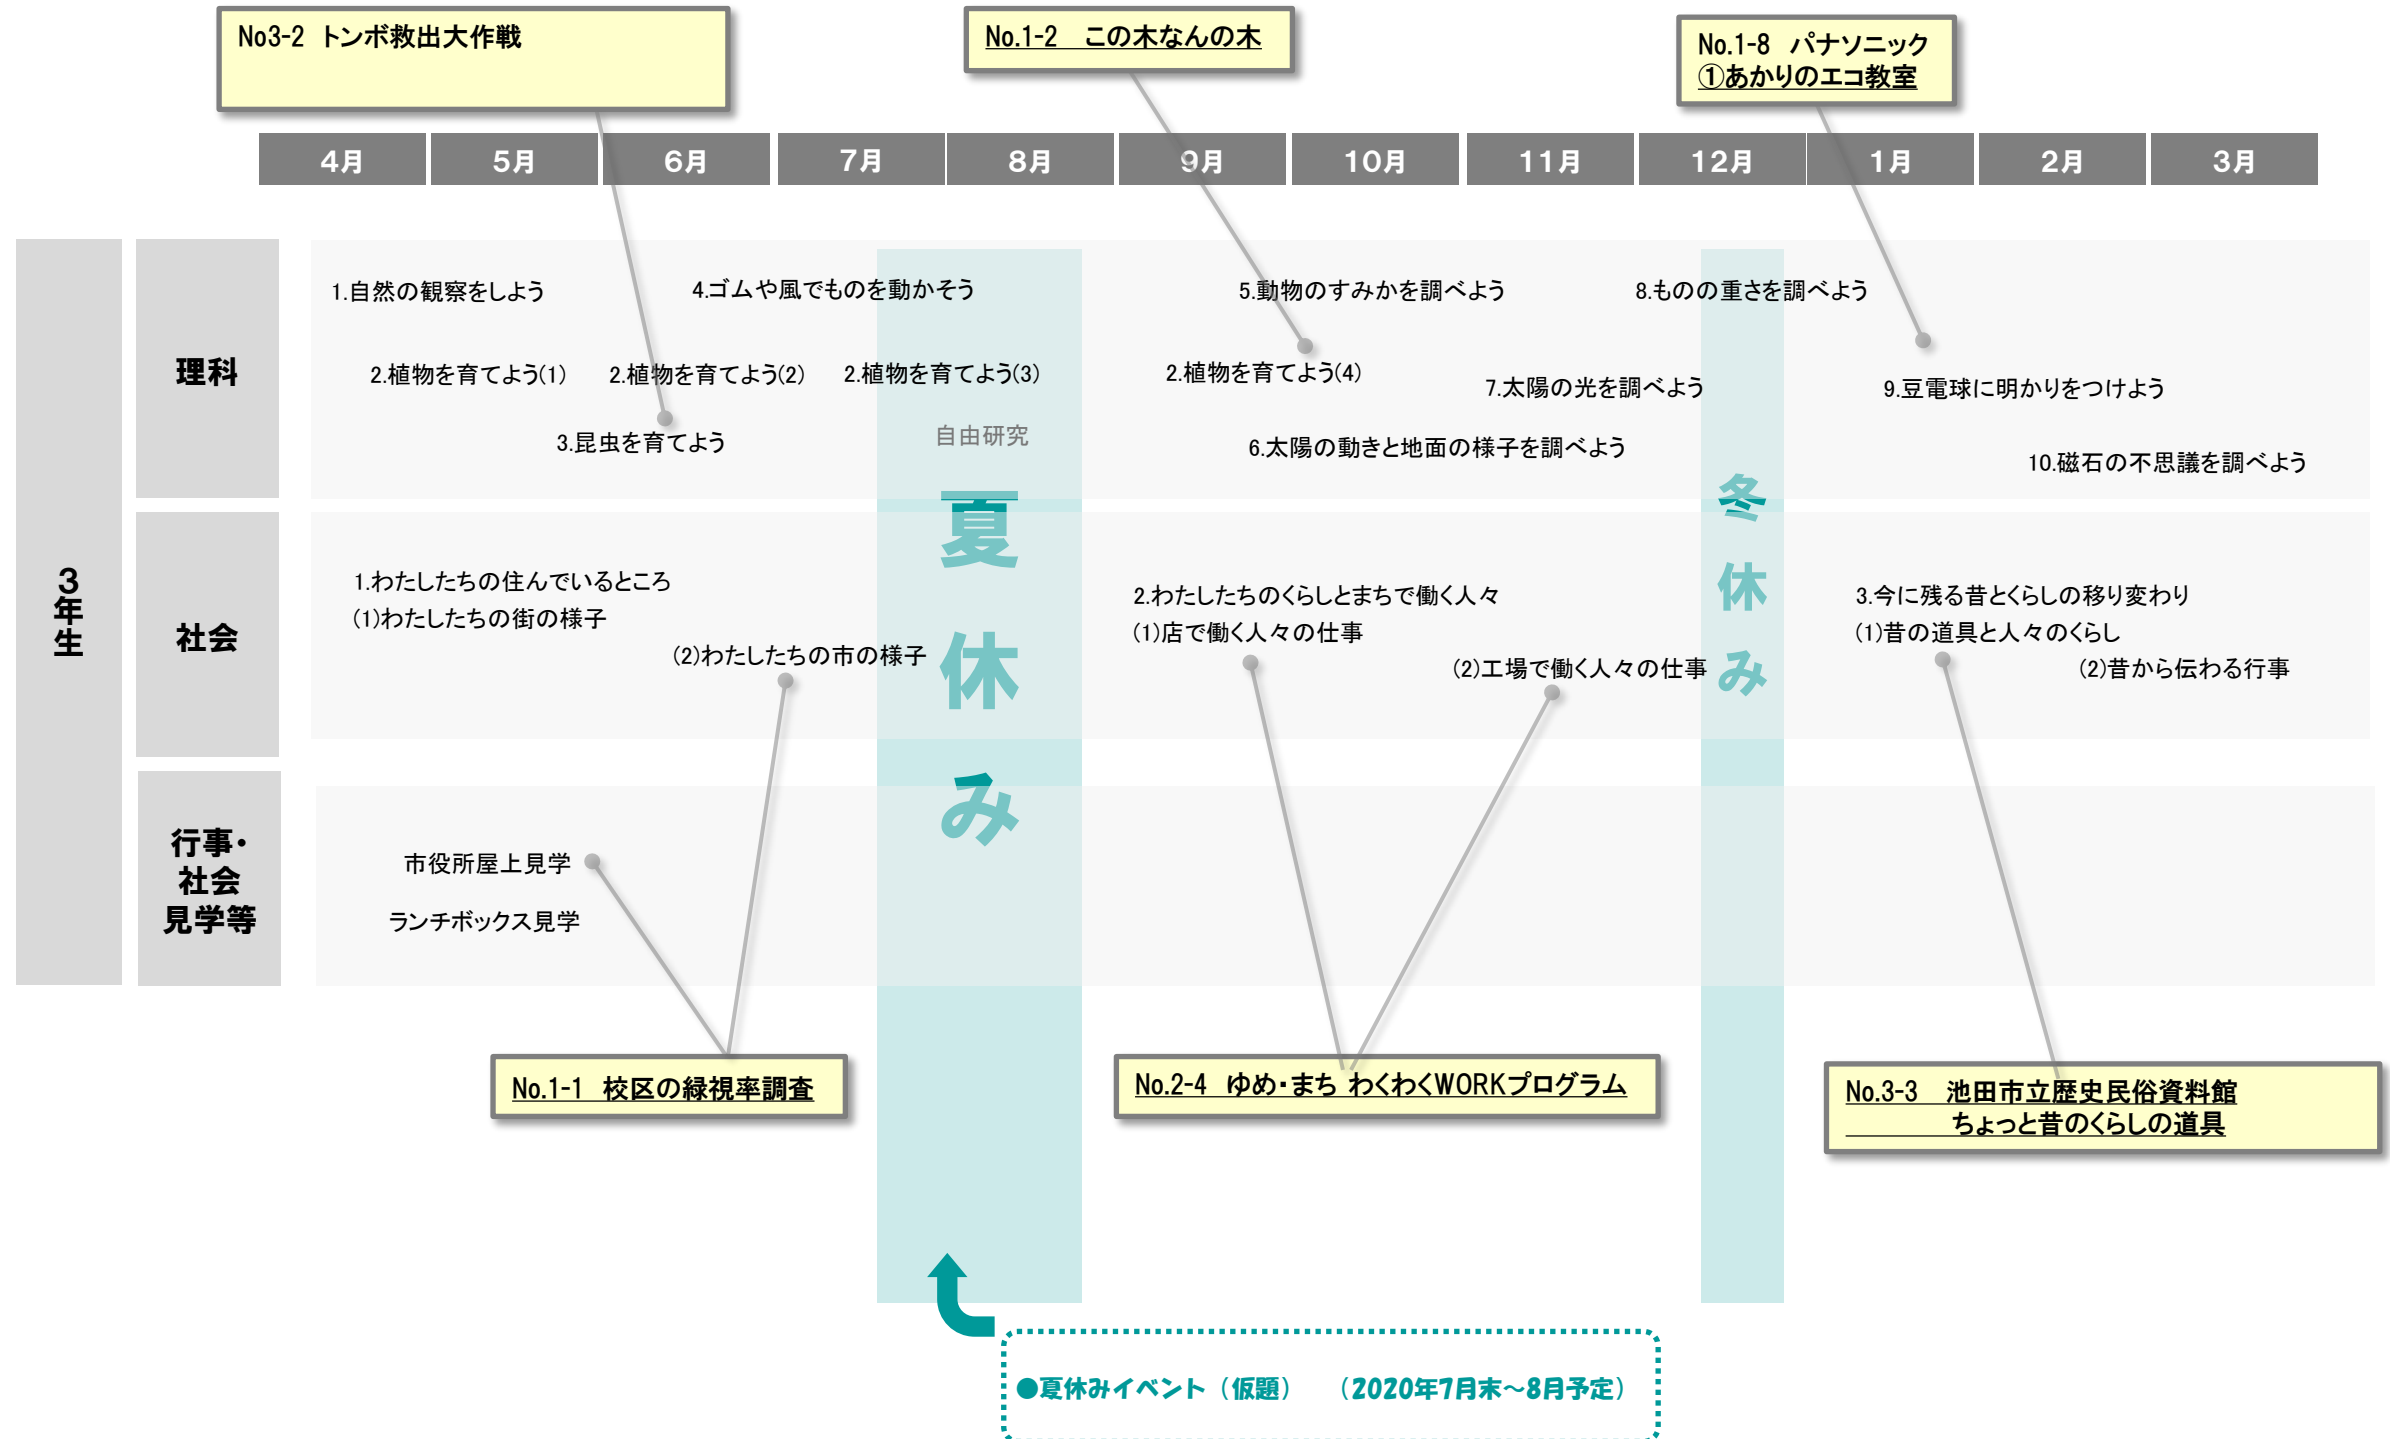 No3-2 トンボ救出大作戦
No.1-2 この木なんの木
No.1-8 パナソニック
①あかりのエコ教室
4月 5月 6月 7月 8月 9月 10月 11月 12月 1月 2月 3月
3年生
理科
1.自然の観察をしよう
4.ゴムや風でものを動かそう
5.動物のすみかを調べよう
8.ものの重さを調べよう
2.植物を育てよう(1)
2.植物を育てよう(2)
2.植物を育てよう(3)
2.植物を育てよう(4)
7.太陽の光を調べよう
9.豆電球に明かりをつけよう
3.昆虫を育てよう
自由研究
6.太陽の動きと地面の様子を調べよう
10.磁石の不思議を調べよう
夏休み
冬休み
社会
1.わたしたちの住んでいるところ
(1)わたしたちの街の様子
(2)わたしたちの市の様子
2.わたしたちのくらしとまちで働く人々
(1)店で働く人々の仕事
(2)工場で働く人々の仕事
3.今に残る昔とくらしの移り変わり
(1)昔の道具と人々のくらし
(2)昔から伝わる行事
行事・
社会
見学等
市役所屋上見学
ランチボックス見学
No.1-1 校区の緑視率調査
No.2-4 ゆめ・まち わくわくWORKプログラム
No.3-3 池田市立歴史民俗資料館
ちょっと昔のくらしの道具
●夏休みイベント（仮題） （2020年7月末～8月予定）